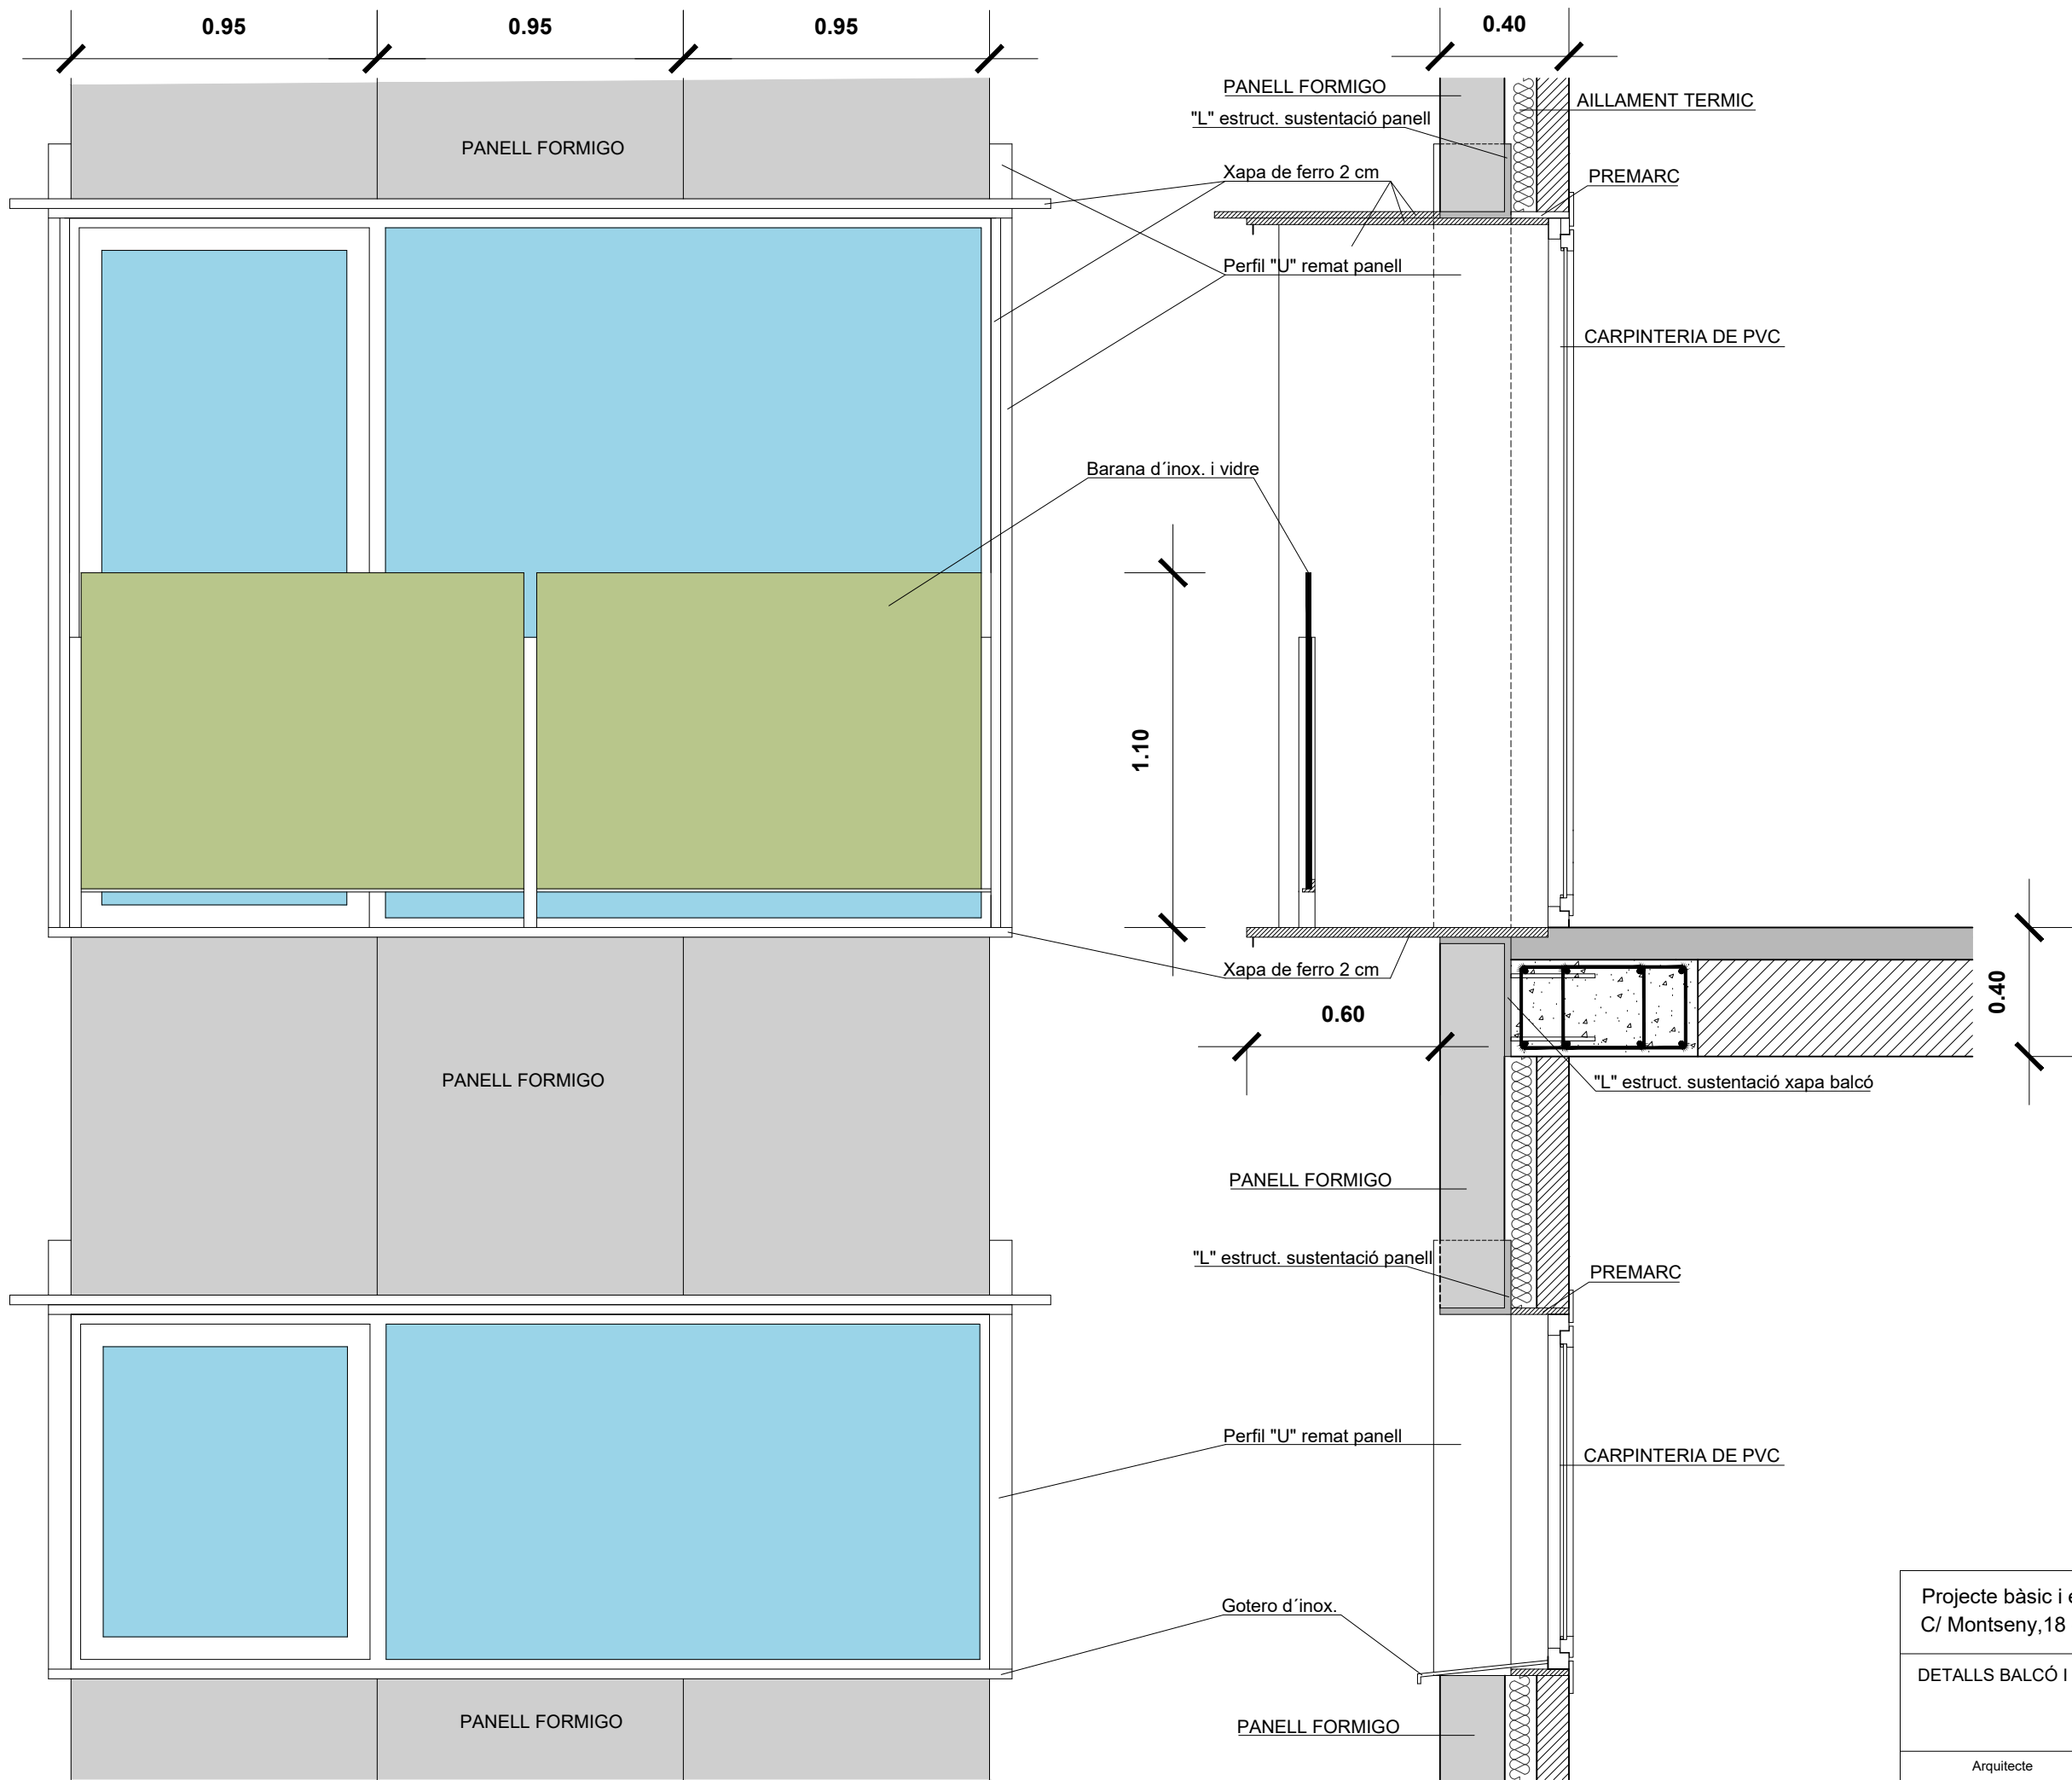 0.95
0.95
0.95
0.40
PANELL FORMIGO
PANELL FORMIGO
AILLAMENT TERMIC
"L" estruct. sustentació panell
Xapa de ferro 2 cm
PREMARC
Perfil "U" remat panell
CARPINTERIA DE PVC
Barana d´inox. i vidre
1.10
Xapa de ferro 2 cm
0.60
0.40
PANELL FORMIGO
"L" estruct. sustentació xapa balcó
PANELL FORMIGO
"L" estruct. sustentació panell
PREMARC
Perfil "U" remat panell
CARPINTERIA DE PVC
Gotero d´inox.
PANELL FORMIGO
PANELL FORMIGO
Projecte bàsic i
C/ Montseny,18
DETALLS BALCÓ I
Arquitecte